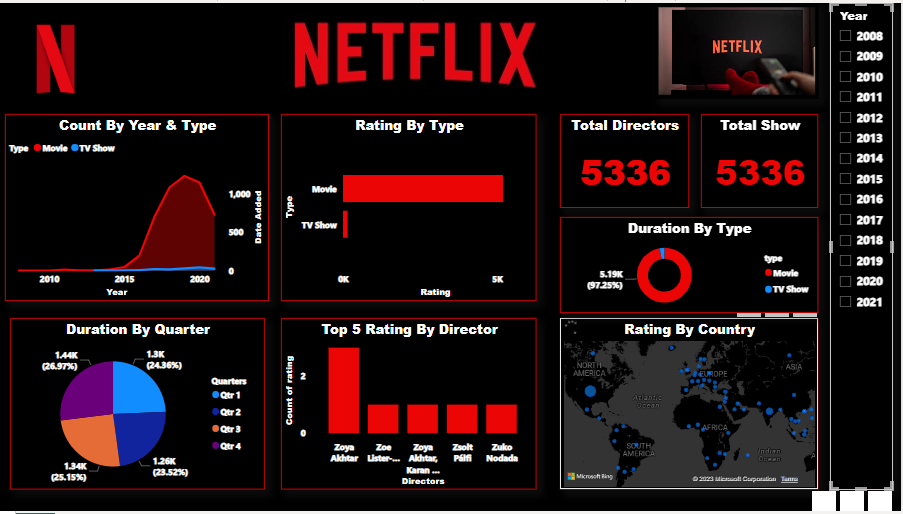 N
NETFLIX
NETFLIX
Year
2008
2009
2010
2011
2012
2013
2014
2015
2016
2017
2018
2019
2020
2021
Count By Year & Type
Type Movie TV Show
1,000
500
0
Date Added
2010 2015 2020
Year
Rating By Type
Type
Movie
TV Show
0K 5K
Rating
Total Directors
5336
Total Show
5336
Duration By Type
5.19K
(97.25%)
type
Movie
TV Show
Duration By Quarter
1.44K
(26.97%)
1.3K
(24.36%)
1.34K
(25.15%)
1.26K
(23.52%)
Quarters
Qtr 1
Qtr 2
Qtr 3
Qtr 4
Top 5 Rating By Director
Count of rating
2
0
Zoya
Akhtar
Zoe
Lister-...
Zoya
Akhtar,
Karan ...
Zsolt
Pálfi
Zuko
Nodada
Directors
Rating By Country
NORTH
AMERICA
EUROPE
ASIA
Atlantic
Ocean
AFRICA
SOUTH
AMERICA
Indian
Ocean
Microsoft Bing
© 2023 Microsoft Corporation Terms